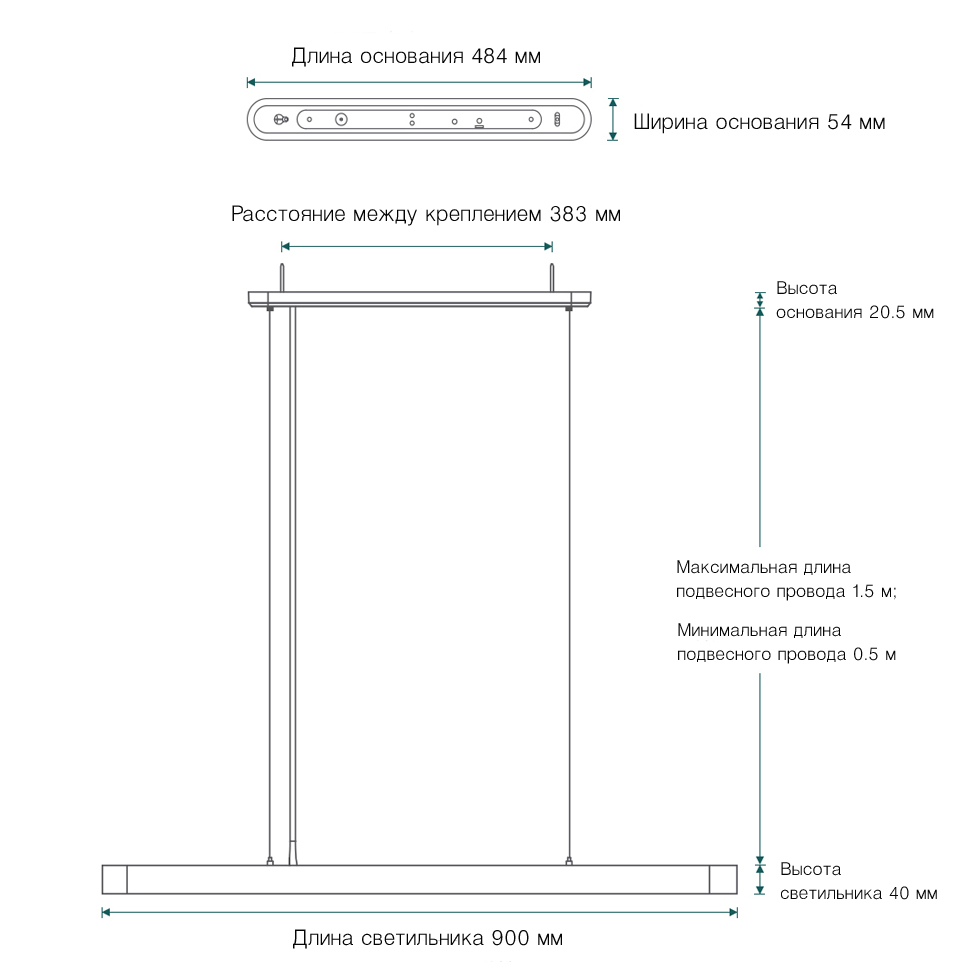 Длина основания 484 мм
Ширина основания 54 мм
Расстояние между креплением 383 мм
Высота
основания 20.5 мм
Максимальная длина
подвесного провода 1.5 м;
Минимальная длина
подвесного провода 0.5 м
Высота
светильника 40 мм
Длина светильника 900 мм